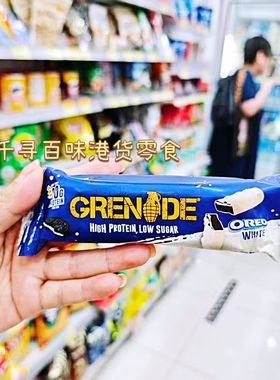 千寻百味港货零食
GRENADE
HIGH PROTEIN, LOW SUGAR
OREO
WHITE